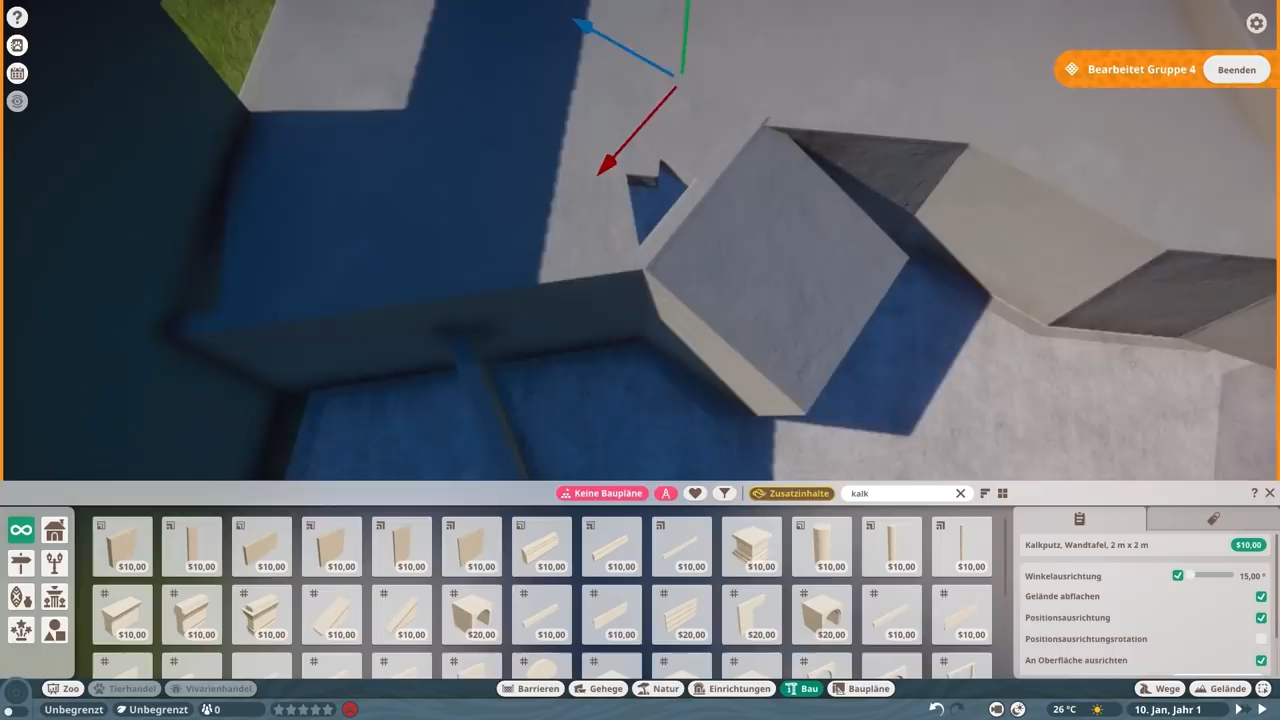 ?
Bearbeitet Gruppe 4
Beenden
Keine Baupläne
Zusatzinhalte
kalk
?
$10,00 $10,00 $10,00 $10,00 $10,00 $10,00 $10,00 $10,00 $10,00 $10,00 $10,00 $10,00 $10,00
$10,00 $10,00 $10,00 $10,00 $10,00 $20,00 $10,00 $10,00 $20,00 $10,00 $20,00 $10,00 $10,00
Kalkputz, Wandtafel, 2 m x 2 m $10,00
Winkelausrichtung 15,00 °
Gelände abflachen
Positionsausrichtung
Positionsausrichtungsrotation
An Oberfläche ausrichten
Zoo Tierhandel Vivarienhandel Barrieren Gehege Natur Einrichtungen Bau Baupläne Wege Gelände
Unbegrenzt Unbegrenzt 0 26 °C 10. Jan, Jahr 1